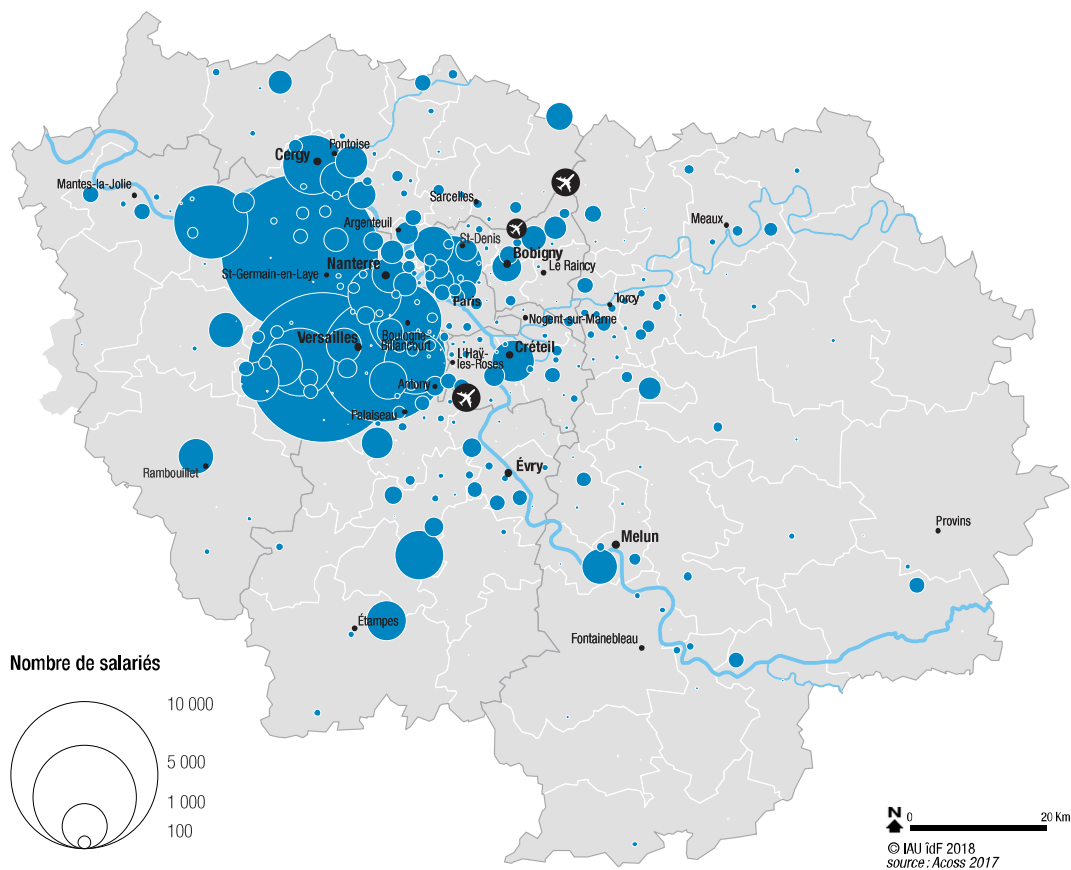 Fontoise
Cergy
Mantes-la-Jolie
Sarcelles
Argenteuil
Meaux
St-Denis
Bobigny
Le Raincy
St-Germain-en-Laye
Nanterre
Paris
Torcy
Nogent-sur-Marne
Versailles
Boulogne-
Billancourt
L'Haÿ-
les-Roses
Créteil
Antony
Palaiseau
Rambouillet
Évry
Provins
Melun
Étampes
Fontainebleau
Nombre de salariés
10 000
5 000
1 000
100
N
0
20 Km
© IAU îdF 2018
source : Acoss 2017